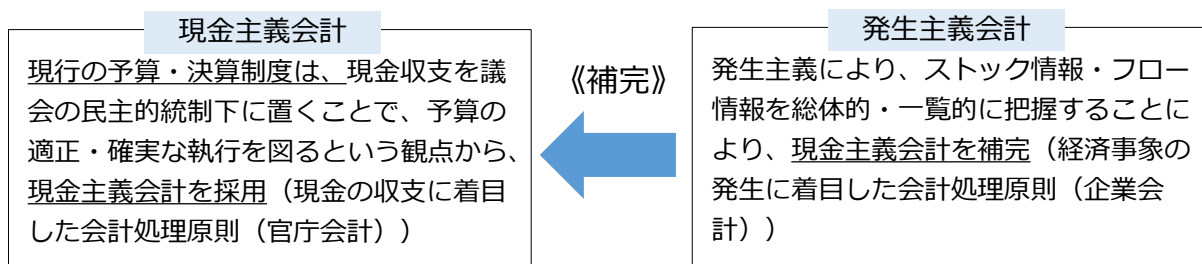 現金主義会計
現行の予算・決算制度は、現金収支を議
会の民主的統制下に置くことで、予算の
適正・確実な執行を図るという観点から、
現金主義会計を採用（現金の収支に着目
した会計処理原則（官庁会計））
《補完》
発生主義会計
発生主義により、ストック情報・フロー
情報を総体的・一覧的に把握することに
より、現金主義会計を補完（経済事象の
発生に着目した会計処理原則（企業会
計））